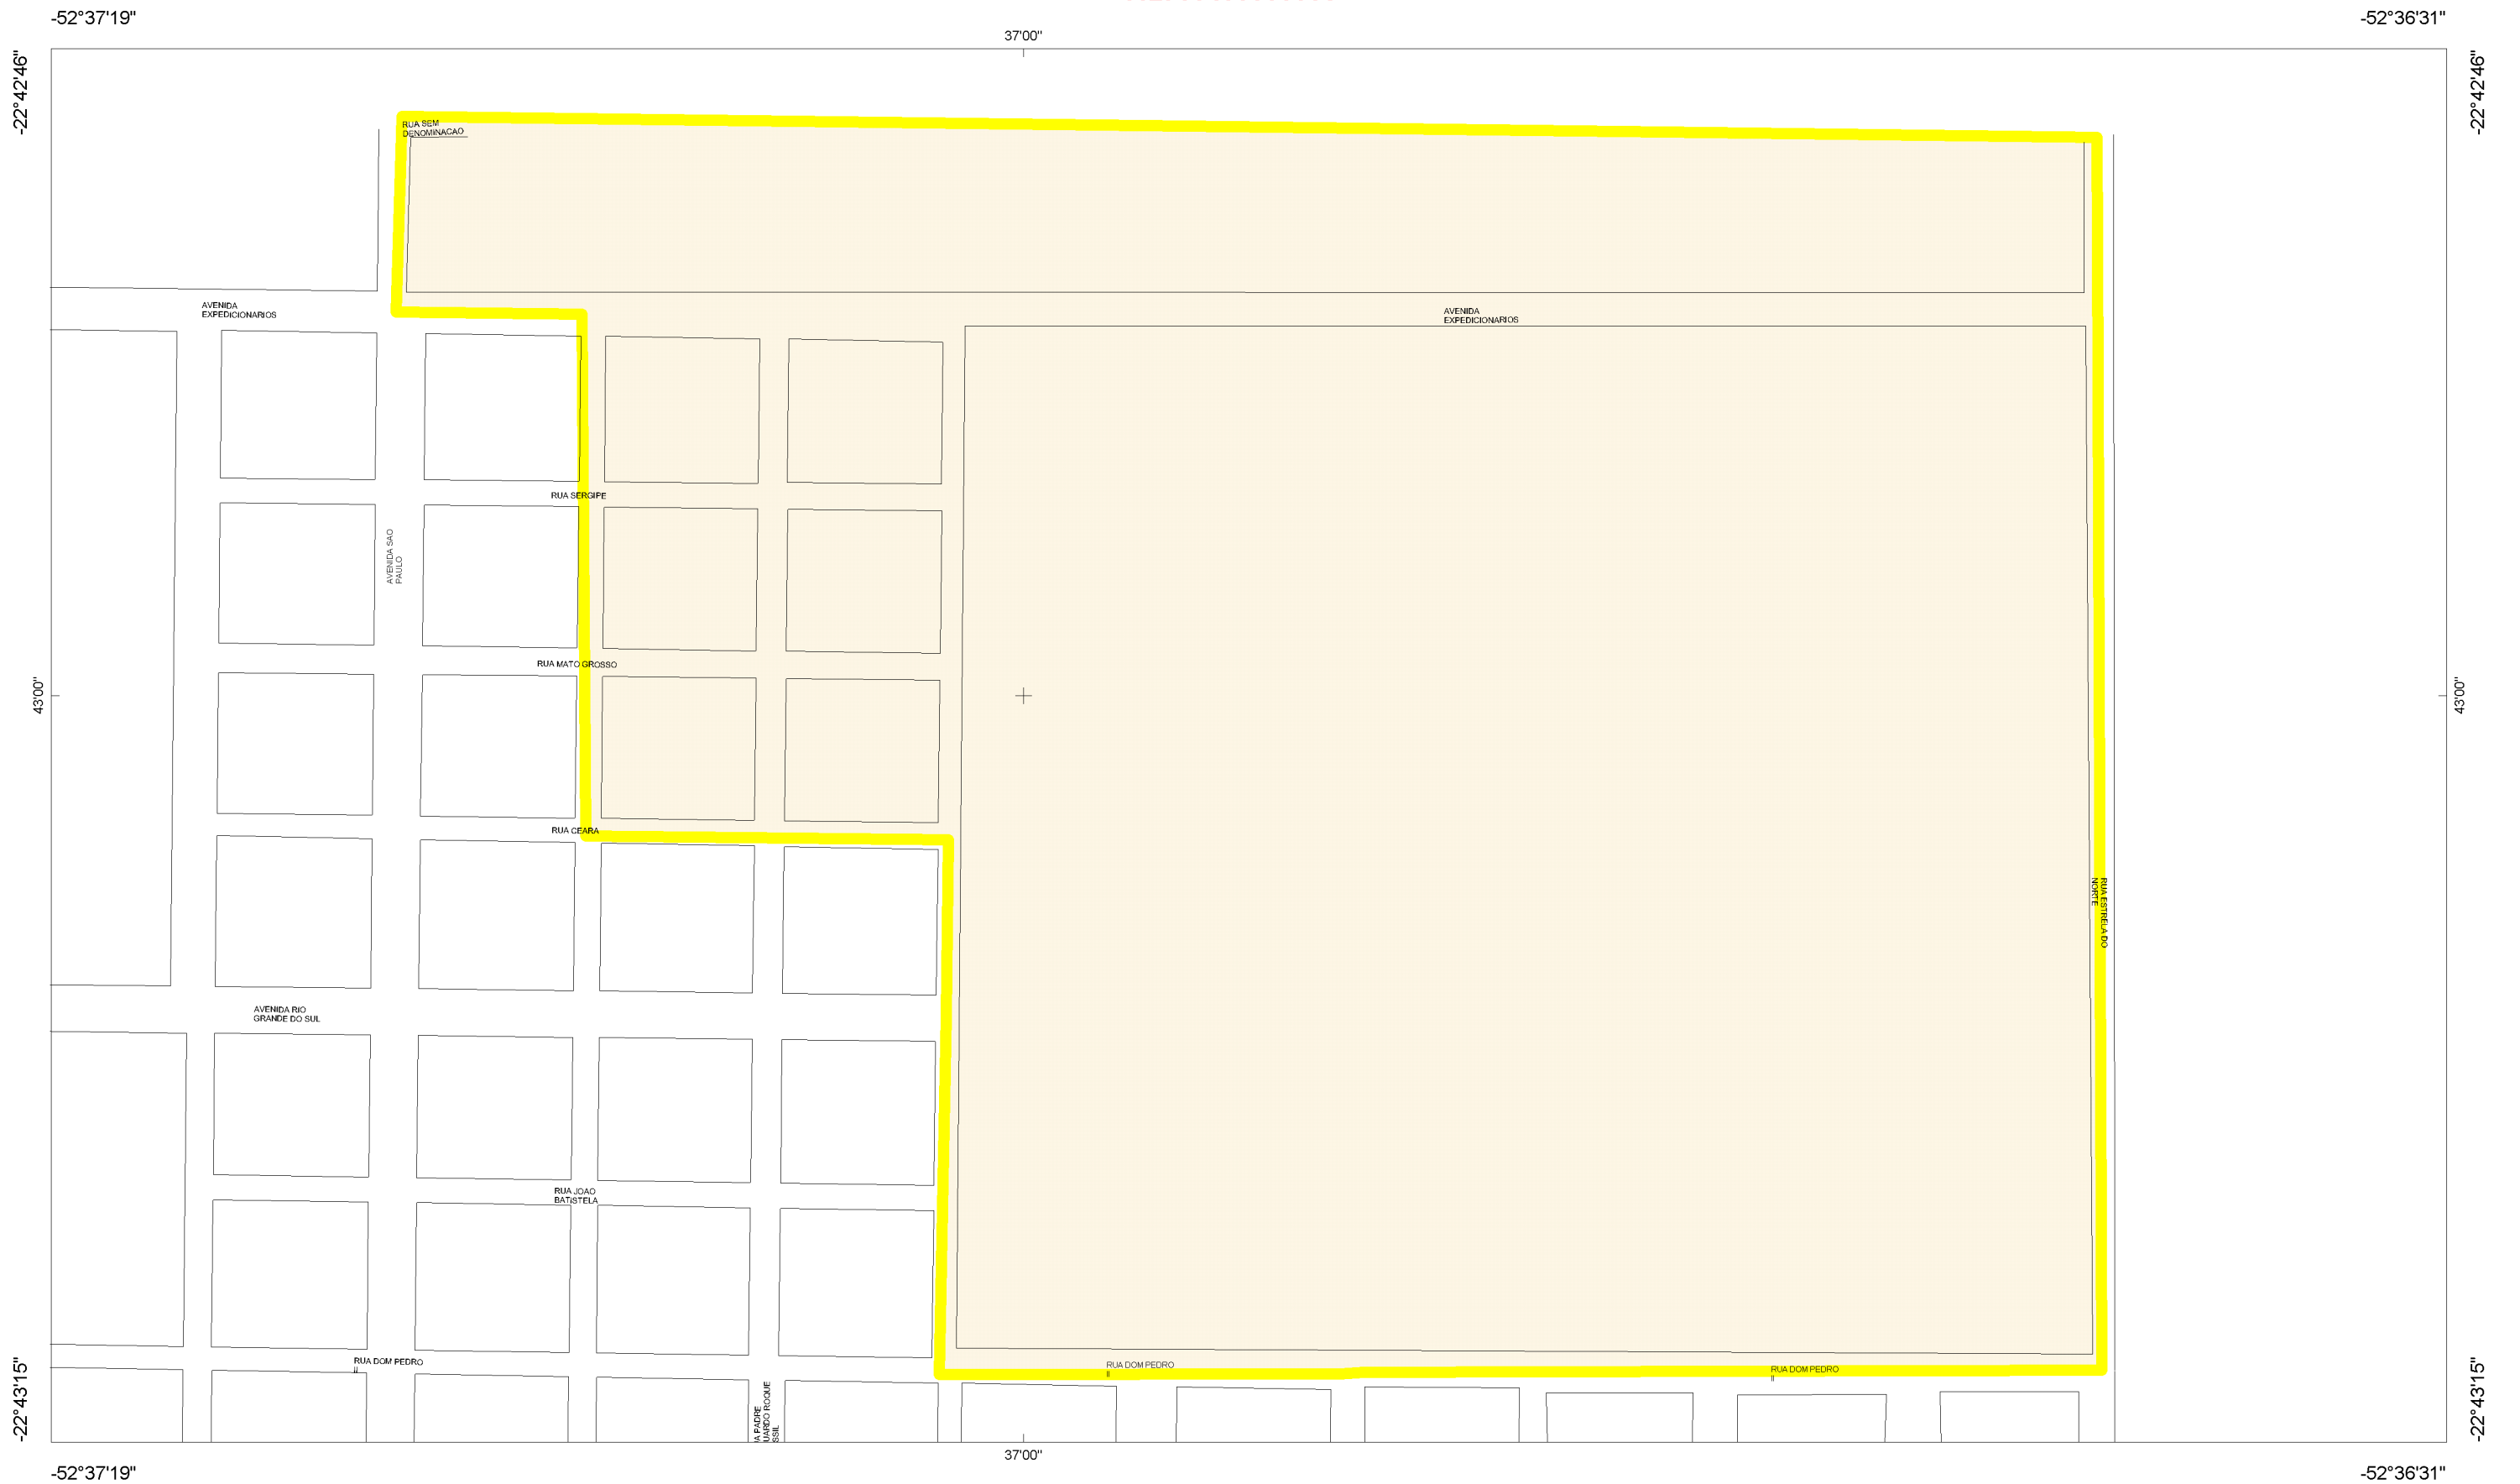 -52°37'19"
-52°36'31"
37'00"
-22°42'46"
-22°42'46"
RUA SEM
DENOMINACAO
AVENIDA
EXPEDICIONARIOS
AVENIDA
EXPEDICIONARIOS
RUA SERGIPE
AVENIDA SAO
PAULO
RUA MATO GROSSO
43'00"
43'00"
RUA CEARA
RUA ESTRELA DO
NORTE
AVENIDA RIO
GRANDE DO SUL
RUA JOAO
BATISTELA
RUA DOM PEDRO
II
RUA DOM PEDRO
II
RUA DOM PEDRO
II
-22°43'15"
-22°43'15"
PADRE
ROQUE
37'00"
-52°37'19"
-52°36'31"